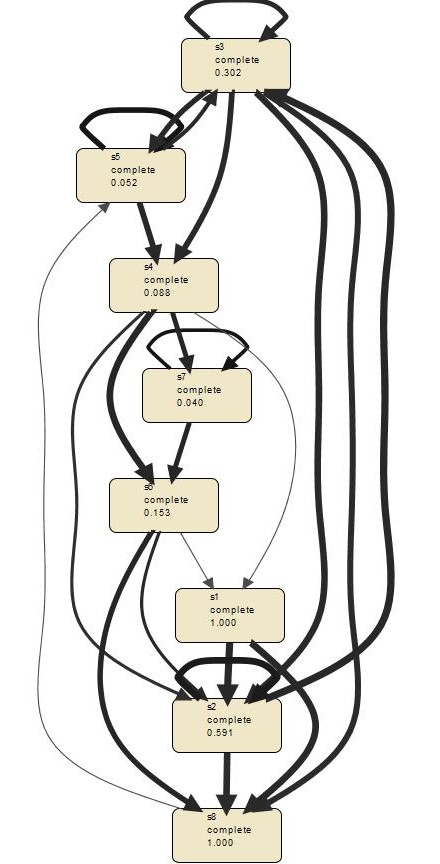 s3
complete
0.302
s5
complete
0.052
s4
complete
0.088
s7
complete
0.040
s6
complete
0.153
s1
complete
1.000
s2
complete
0.591
s8
complete
1.000